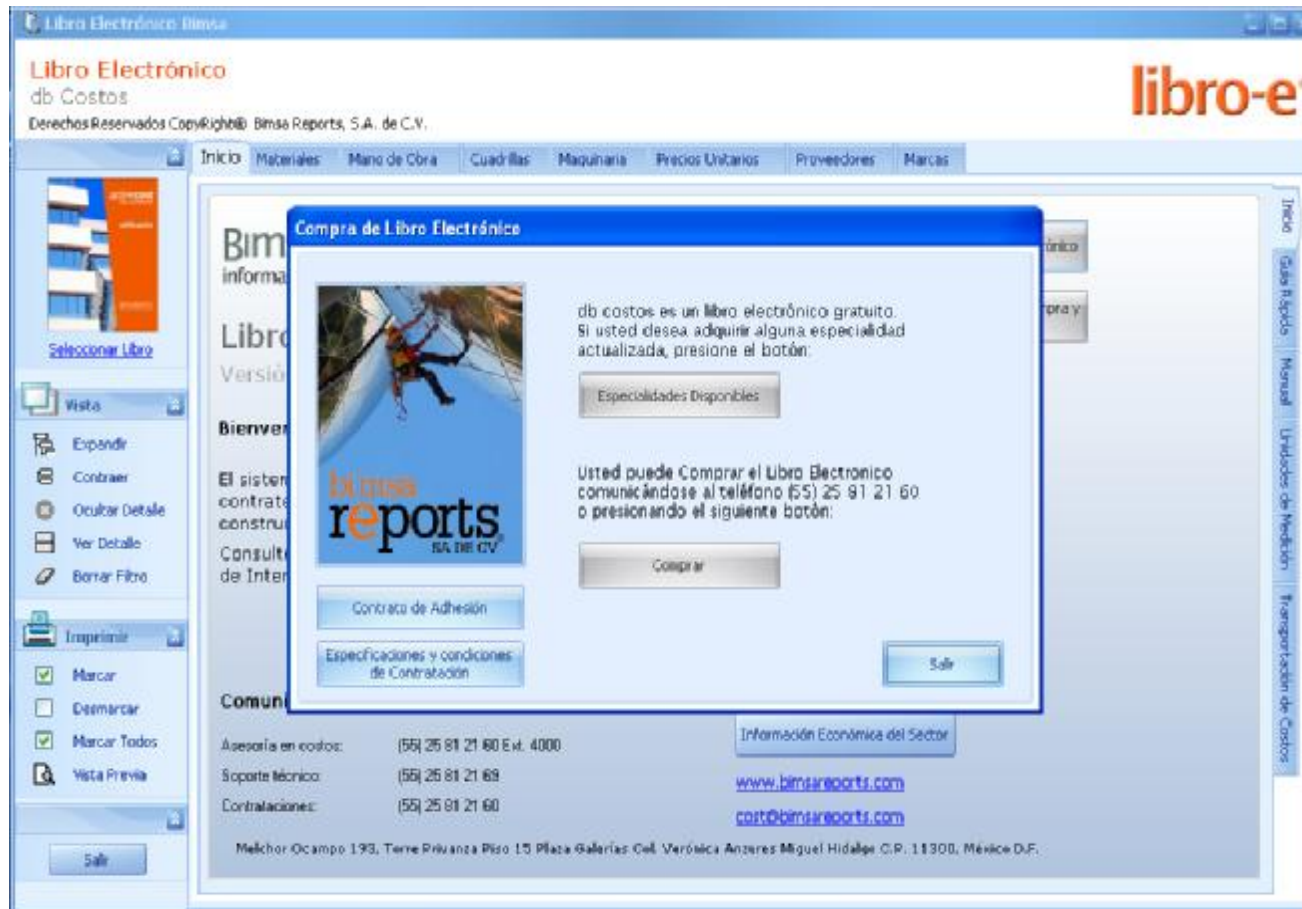 Libro Electrónico Bimsa
Libro Electrónico
db Costos
Derechos Reservados CopyRight® Bimsa Reports, S.A. de C.V.
libro-e
Inicio Materiales Mano de Obra Cuadrillas Maquinaria Precios Unitarios Proveedores Marcas
Seleccionar Libro
Vista
Expandir
Contraer
Ocultar Detalle
Ver Detalle
Borrar Filtro
Imprimir
Marcar
Desmarcar
Marcar Todos
Vista Previa
Salir
Bim
informa
Libro
Versió
Bienven
El sistem
contrate
constru
Consult
de Inter
Comuni
Compra de Libro Electrónico
bimsa
reports
SA DE CV
Contrato de Adhesión
Especificaciones y condiciones
de Contratación
db costos es un libro electrónico gratuito.
Si usted desea adquirir alguna especialidad
actualizada, presione el botón:
Especialidades Disponibles
Usted puede Comprar el Libro Electronico
comunicándose al teléfono (55) 25 81 21 60
o presionando el siguiente botón:
Comprar
Salir
ónico
pra y
Asesoría en costos: (55) 25 81 21 60 Ext. 4000
Soporte técnico: (55) 25 81 21 69
Contrataciones: (55) 25 81 21 60
Información Económica del Sector
www.bimsareports.com
cost@bimsareports.com
Melchor Ocampo 193, Torre Privanza Piso 15 Plaza Galerías Col. Verónica Anzures Miguel Hidalgo C.P. 11300, México D.F.
Inicio
Guía Rápida
Manual
Unidades de Medición
Transportación de Costos